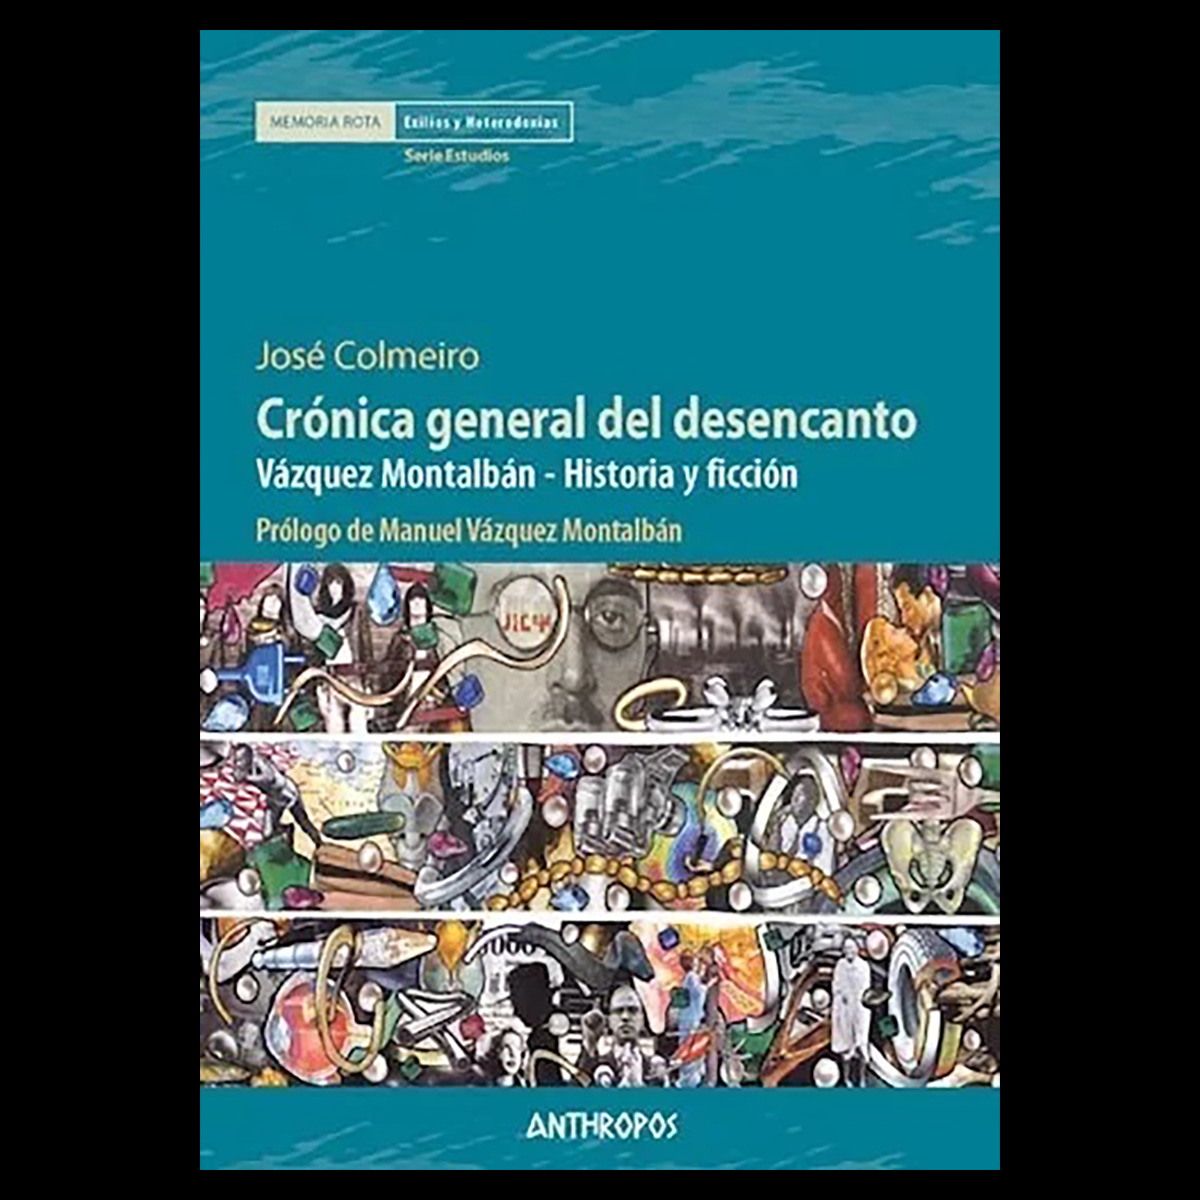 MEMORIA ROTA Exilios y Heterodoxias
Serie Estudios
José Colmeiro
Crónica general del desencanto
Vázquez Montalbán - Historia y ficción
Prólogo de Manuel Vázquez Montalbán
ANTHROPOS